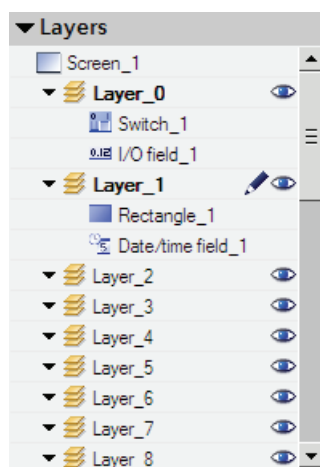 Layers
Screen_1
Layer_0
Switch_1
0.12 I/O field_1
Layer_1
Rectangle_1
5 Date/time field_1
Layer_2
Layer_3
Layer_4
Layer_5
Layer_6
Layer_7
Layer_8